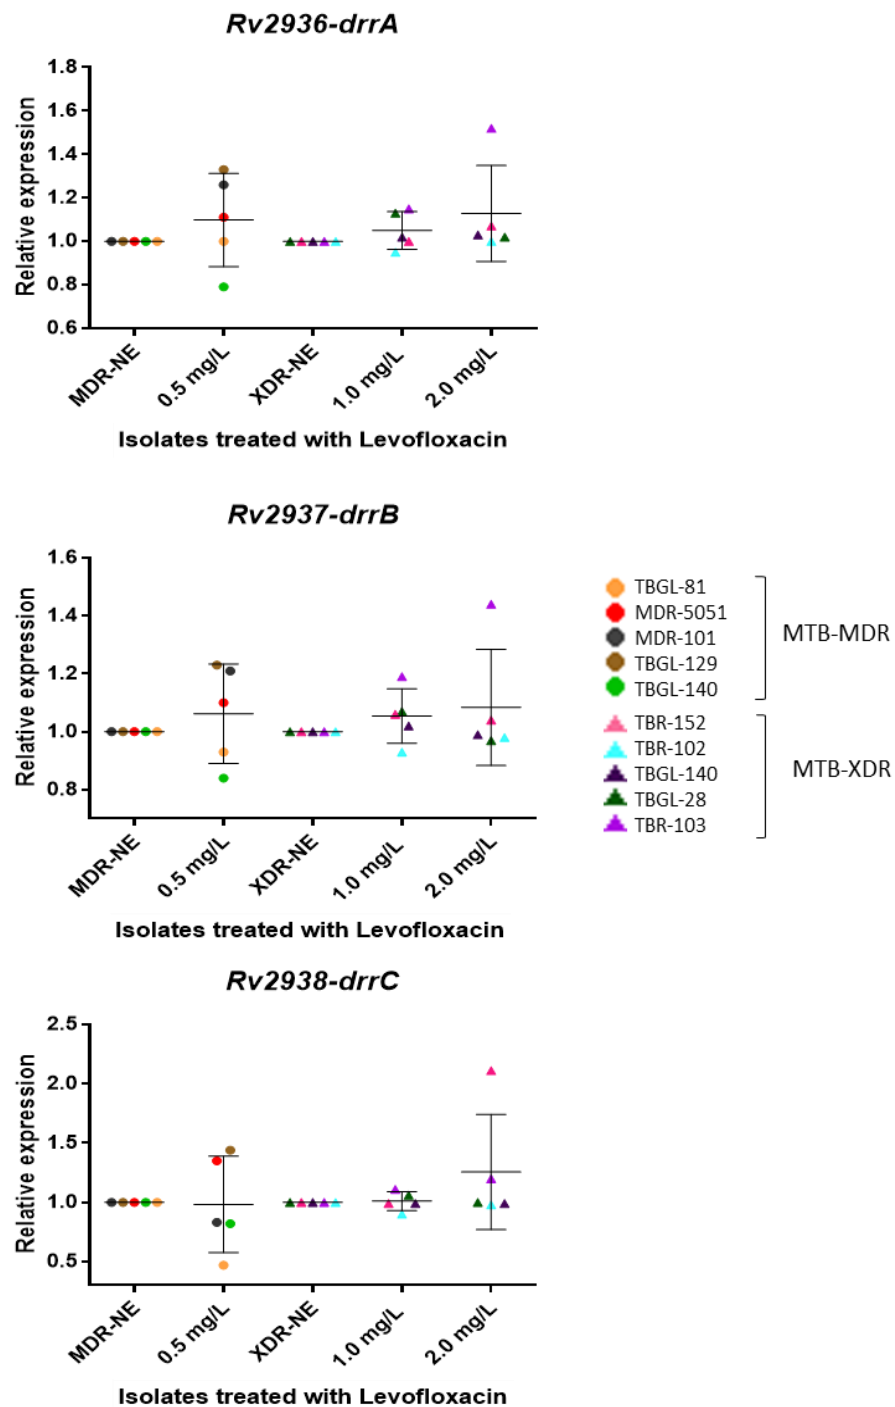 Rv2936-drrA
Relative expression
1.8
1.6
1.4
1.2
1.0
0.8
0.6
MDR-NE
0.5 mg/L
XDR-NE
1.0 mg/L
2.0 mg/L
Isolates treated with Levofloxacin
Rv2937-drrB
Relative expression
1.6
1.4
1.2
1.0
0.8
MDR-NE
0.5 mg/L
XDR-NE
1.0 mg/L
2.0 mg/L
Isolates treated with Levofloxacin
TBGL-81
MDR-5051
MDR-101
TBGL-129
TBGL-140
MTB-MDR
TBR-152
TBR-102
TBGL-140
TBGL-28
TBR-103
MTB-XDR
Rv2938-drrC
Relative expression
2.5
2.0
1.5
1.0
0.5
MDR-NE
0.5 mg/L
XDR-NE
1.0 mg/L
2.0 mg/L
Isolates treated with Levofloxacin